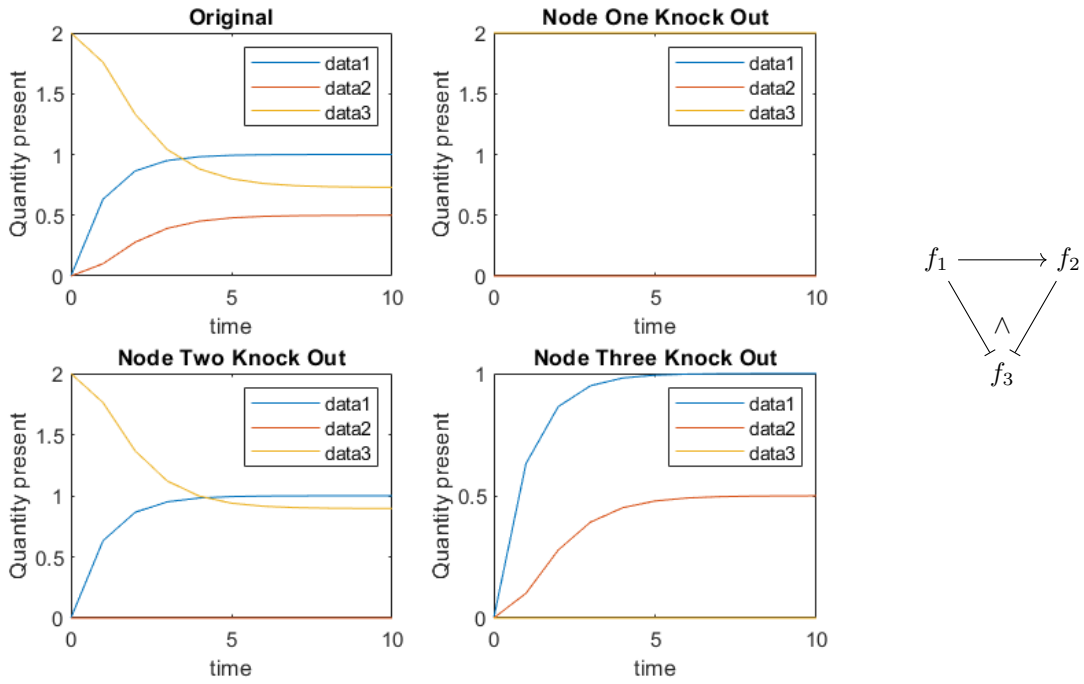 Original
Quantity present
2
1.5
1
0.5
0
0
5
10
time
data1
data2
data3
Node One Knock Out
Quantity present
2
1.5
1
0.5
0
0
5
10
time
data1
data2
data3
Node Two Knock Out
Quantity present
2
1.5
1
0.5
0
0
5
10
time
data1
data2
data3
Node Three Knock Out
Quantity present
1
0.5
0
0
5
10
time
data1
data2
data3
f₁
f₂
∧
f₃